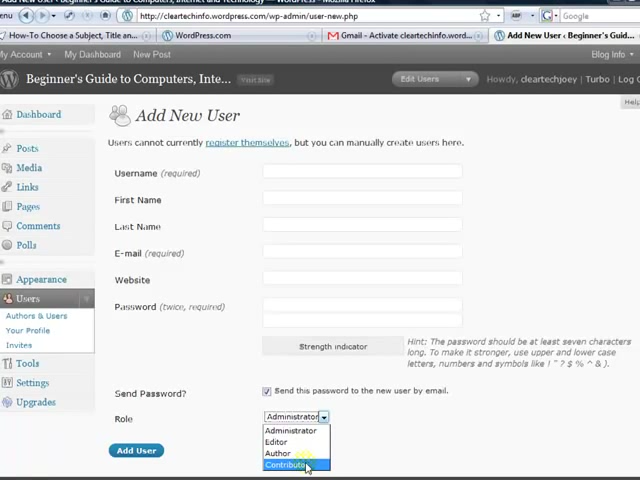 Add New User ‹ Beginner's Guide to Computers, Internet and Technology — WordPress - Mozilla Firefox
Menu
http://cleartechinfo.wordpress.com/wp-admin/user-new.php
Google
How-To Choose a Subject, Title an...
WordPress.com
Gmail - Activate cleartechinfo.wordp...
Add New User ‹ Beginner's Guid...
My Account
My Dashboard
New Post
Blog Info
Beginner's Guide to Computers, Inte...
Visit Site
Edit Users
Howdy, cleartechjoey | Turbo | Log
Help
Dashboard
Add New User
Users cannot currently register themselves, but you can manually create users here.
Posts
Media
Links
Pages
Comments
Polls
Appearance
Users
Authors & Users
Your Profile
Invites
Tools
Settings
Upgrades
Username (required)
First Name
Last Name
E-mail (required)
Website
Password (twice, required)
Strength indicator
Hint: The password should be at least seven characters
long. To make it stronger, use upper and lower case
letters, numbers and symbols like ! " ? $ % ^ & ).
Send Password?
Send this password to the new user by email.
Role
Administrator
Administrator
Editor
Author
Contributor
Add User